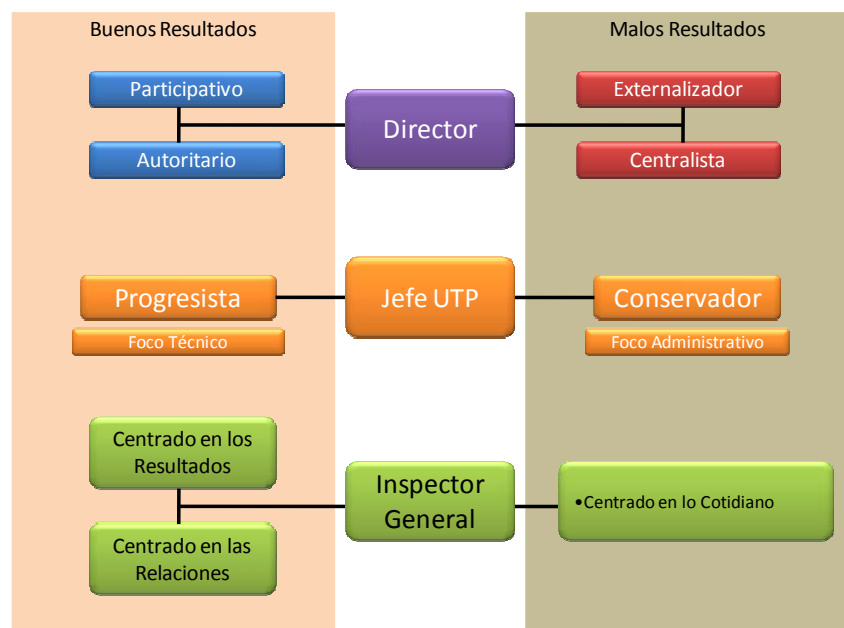 Buenos Resultados
Malos Resultados
Participativo
Autoritario
Director
Externalizador
Centralista
Progresista
Foco Técnico
Jefe UTP
Conservador
Foco Administrativo
Centrado en los
Resultados
Centrado en las
Relaciones
Inspector
General
•Centrado en lo Cotidiano